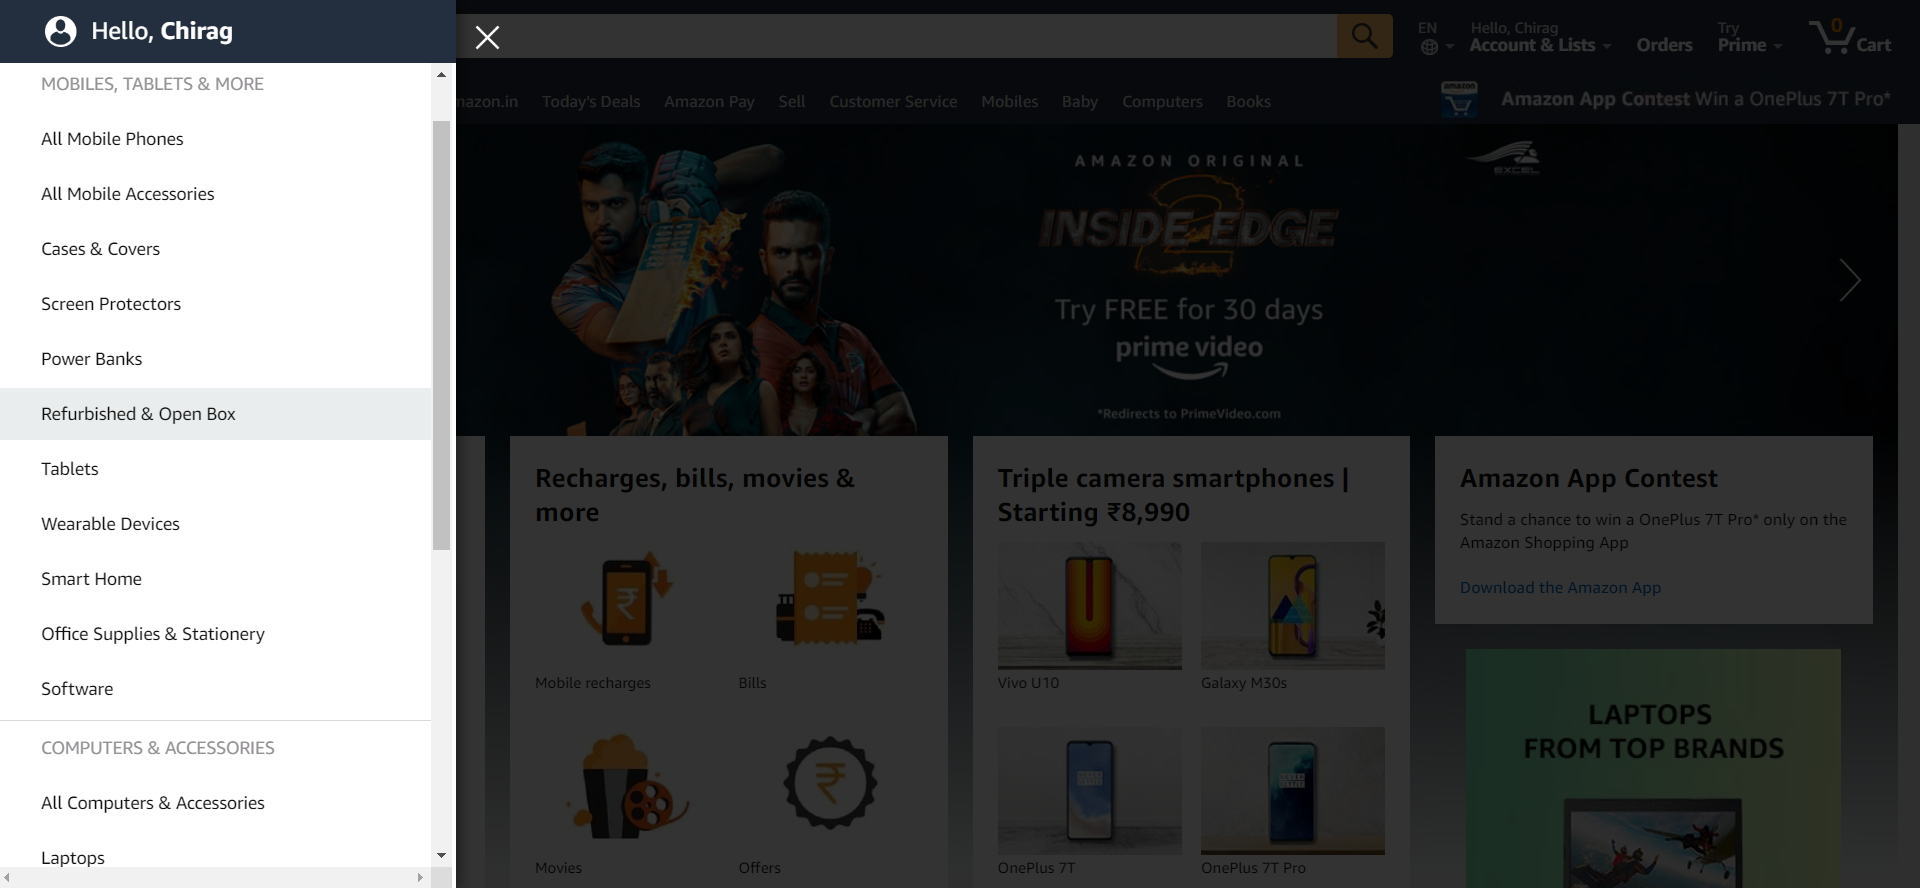 Hello, Chirag
MOBILES, TABLETS & MORE
All Mobile Phones
All Mobile Accessories
Cases & Covers
Screen Protectors
Power Banks
Refurbished & Open Box
Tablets
Wearable Devices
Smart Home
Office Supplies & Stationery
Software
COMPUTERS & ACCESSORIES
All Computers & Accessories
Laptops
EN
Hello, Chirag
Account & Lists
Orders
Try
Prime
0
Cart
mazon.in Today's Deals Amazon Pay Sell Customer Service Mobiles Baby Computers Books
amazon
Amazon App Contest Win a OnePlus 7T Pro*
AMAZON ORIGINAL
EXCEL
2
INSIDE EDGE
Try FREE for 30 days
prime video
*Redirects to PrimeVideo.com
Recharges, bills, movies &
more
Mobile recharges
Bills
Movies
Offers
Triple camera smartphones |
Starting ₹8,990
Vivo U10
Galaxy M30s
OnePlus 7T
OnePlus 7T Pro
Amazon App Contest
Stand a chance to win a OnePlus 7T Pro* only on the
Amazon Shopping App
Download the Amazon App
LAPTOPS
FROM TOP BRANDS